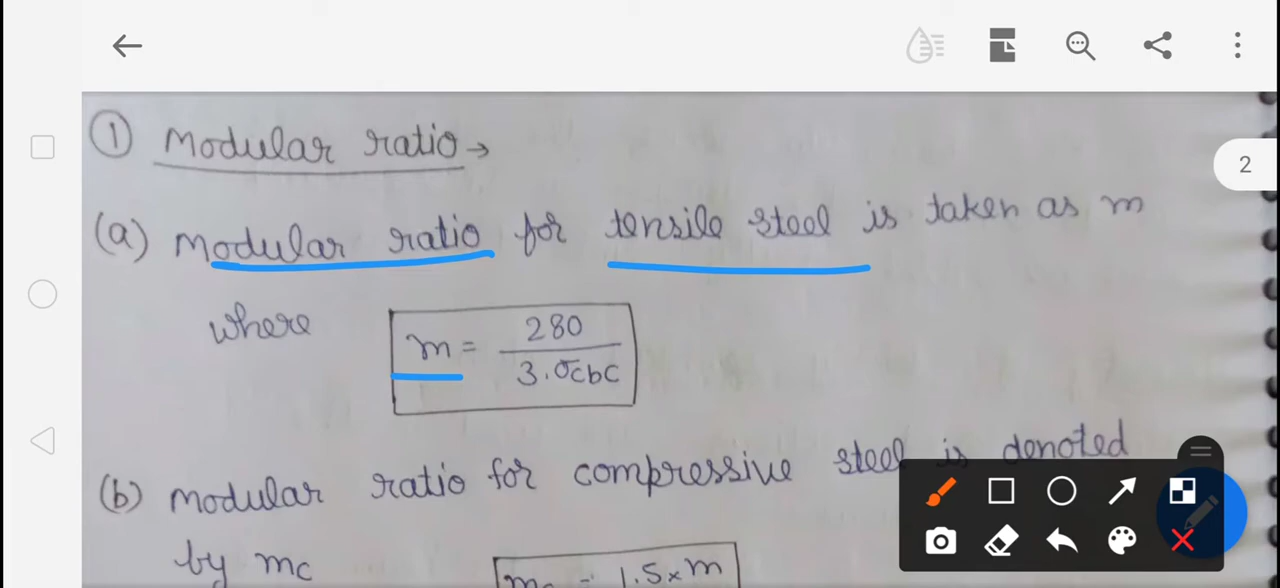 2
① Modular ratio →
(a) Modular ratio for tensile steel is taken as m
where m = 280 / 3.σcbc
(b) Modular ratio for compressive steel is denoted
by mc mc = 1.5 × m